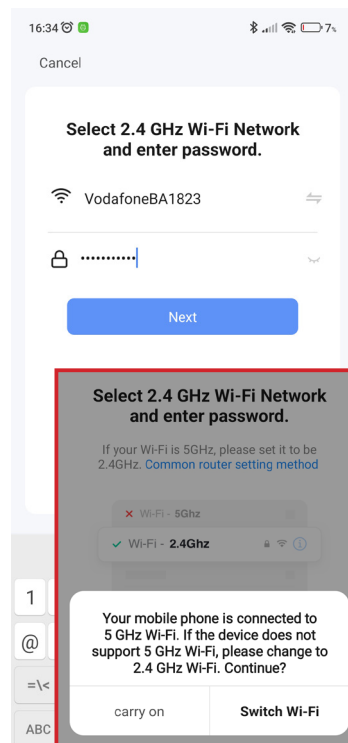 16:34
7%
Cancel
Select 2.4 GHz Wi-Fi Network
and enter password.
VodafoneBA1823
•••••••••••
Next
Select 2.4 GHz Wi-Fi Network
and enter password.
If your Wi-Fi is 5GHz, please set it to be
2.4GHz. Common router setting method
Wi-Fi - 5Ghz
Wi-Fi - 2.4Ghz
Your mobile phone is connected to
5 GHz Wi-Fi. If the device does not
support 5 GHz Wi-Fi, please change to
2.4 GHz Wi-Fi. Continue?
carry on
Switch Wi-Fi
1
@
=\<
ABC